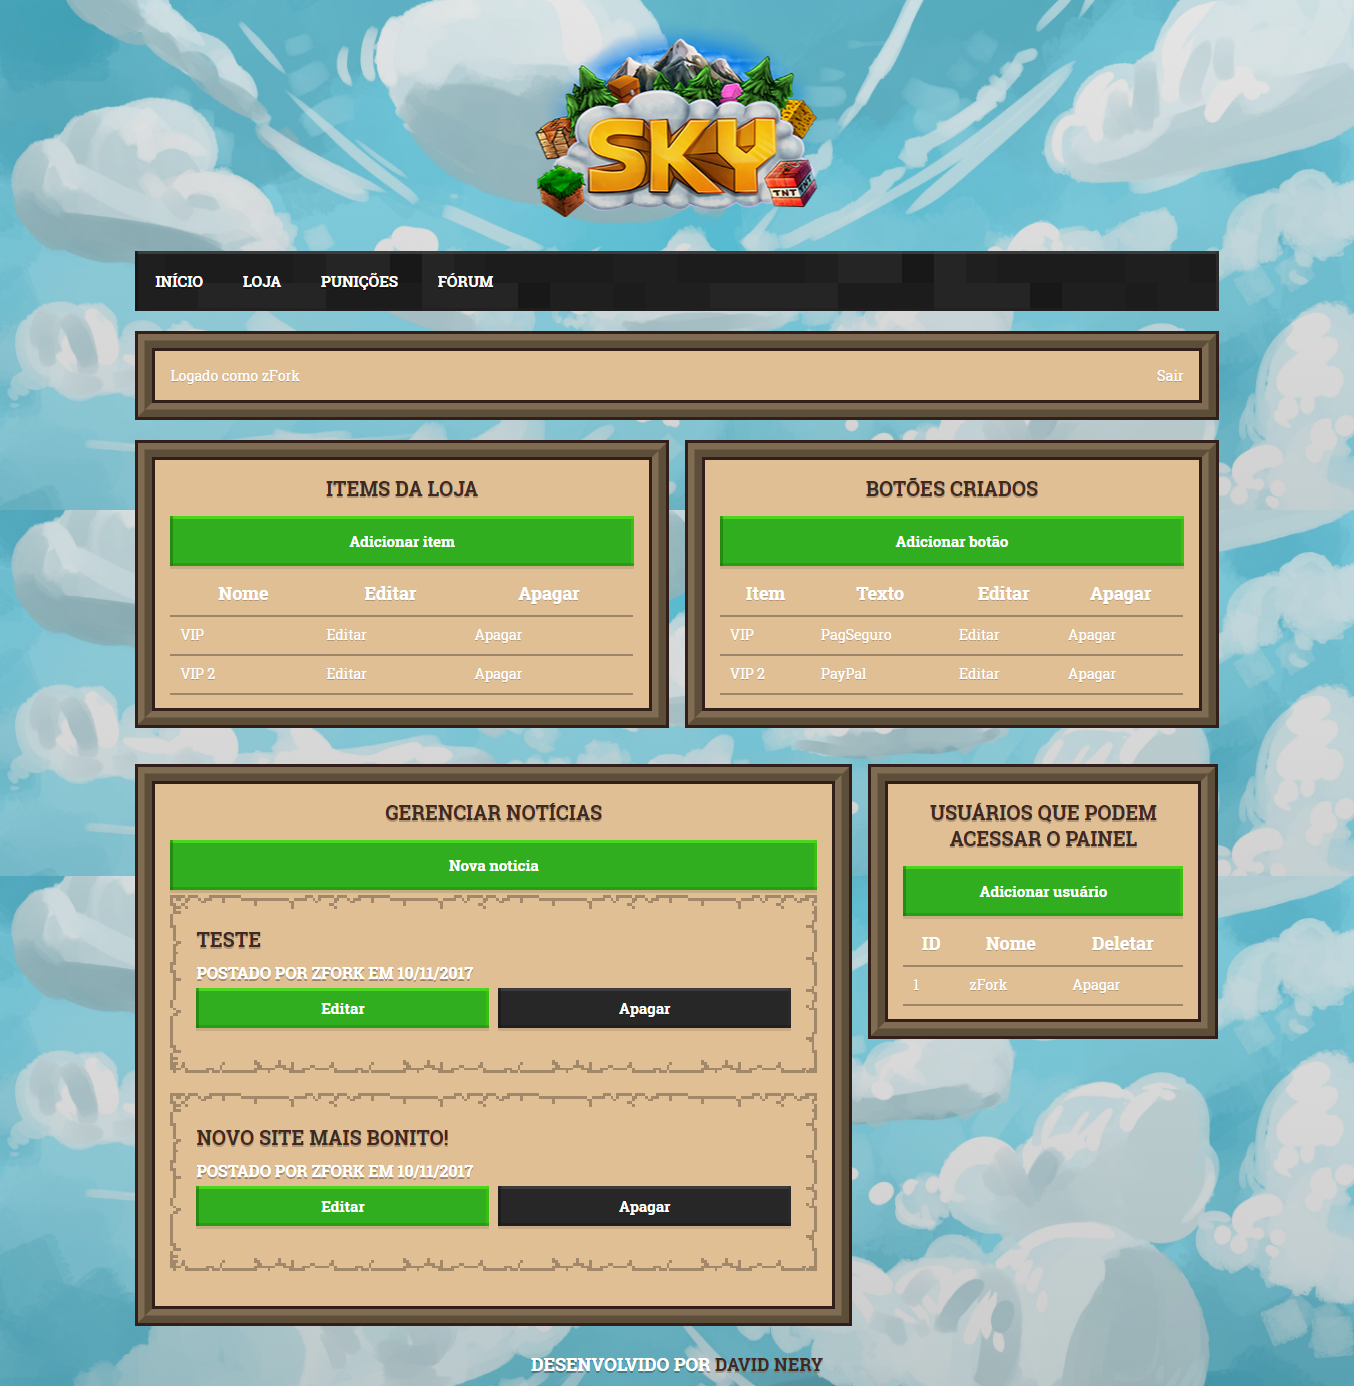 SKY
TNT
TNT
INÍCIO LOJA PUNIÇÕES FÓRUM
Logado como zFork Sair
ITEMS DA LOJA
Adicionar item
Nome Editar Apagar
VIP Editar Apagar
VIP 2 Editar Apagar
BOTÕES CRIADOS
Adicionar botão
Item Texto Editar Apagar
VIP PagSeguro Editar Apagar
VIP 2 PayPal Editar Apagar
GERENCIAR NOTÍCIAS
Nova noticia
TESTE
POSTADO POR ZFORK EM 10/11/2017
Editar Apagar
NOVO SITE MAIS BONITO!
POSTADO POR ZFORK EM 10/11/2017
Editar Apagar
USUÁRIOS QUE PODEM
ACESSAR O PAINEL
Adicionar usuário
ID Nome Deletar
1 zFork Apagar
DESENVOLVIDO POR DAVID NERY